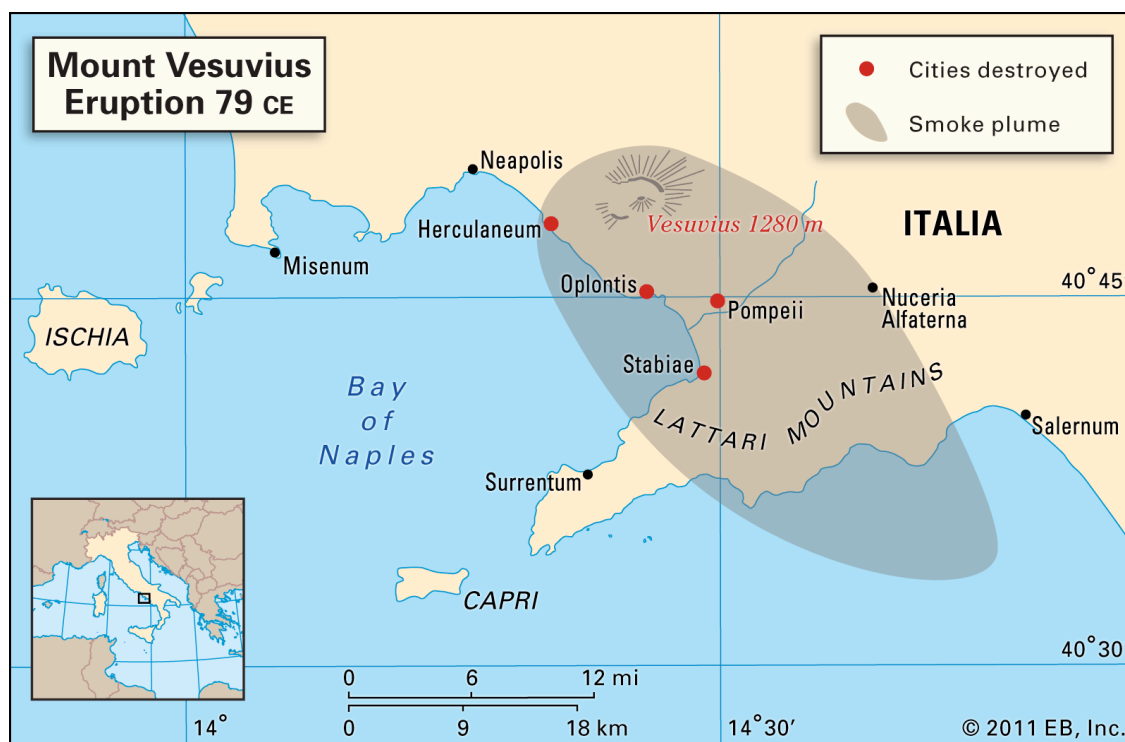 Mount Vesuvius
Eruption 79 CE
Cities destroyed
Smoke plume
Neapolis
Herculaneum
Vesuvius 1280 m
ITALIA
Misenum
Oplontis
Pompeii
Nuceria
Alfaterna
40°45'
ISCHIA
Stabiae
Bay
of
Naples
LATTARI MOUNTAINS
Salernum
Surrentum
CAPRI
40°30'
0 6 12 mi
0 9 18 km
14°
14°30'
© 2011 EB, Inc.